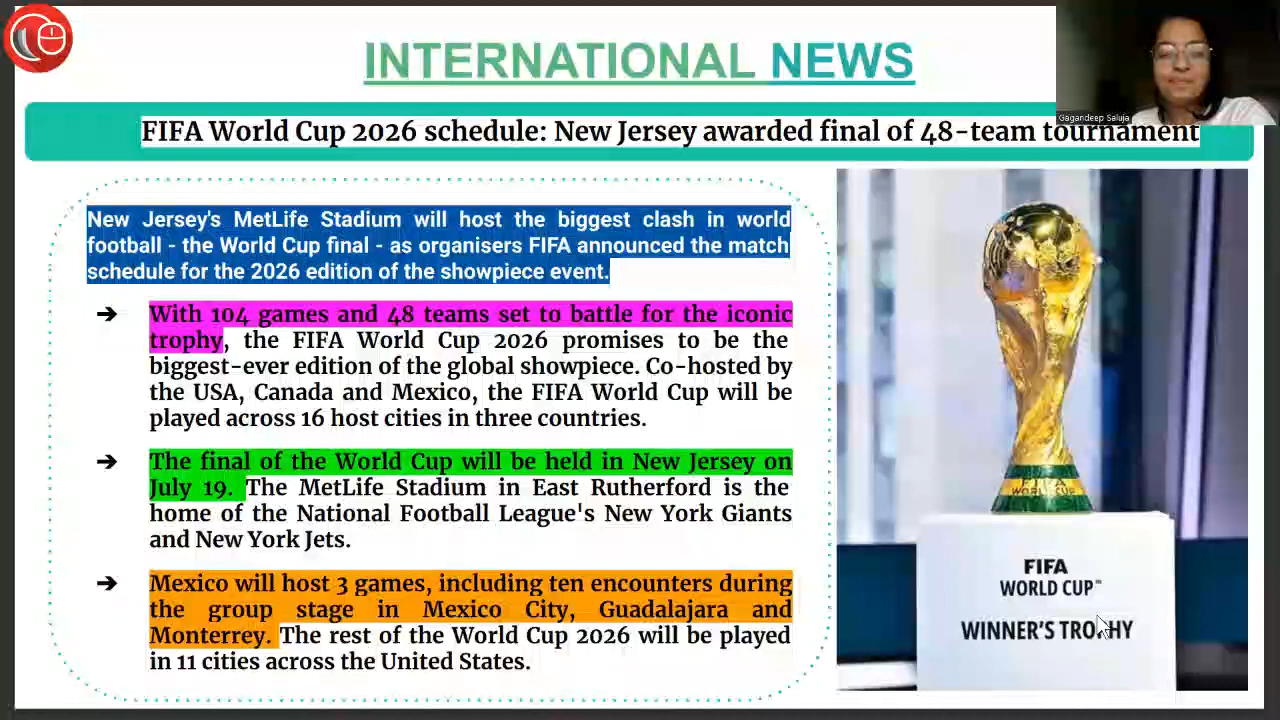 INTERNATIONAL NEWS
Gagandeep Saluja
FIFA World Cup 2026 schedule: New Jersey awarded final of 48-team tournament
New Jersey's MetLife Stadium will host the biggest clash in world
football - the World Cup final - as organisers FIFA announced the match
schedule for the 2026 edition of the showpiece event.
➔ With 104 games and 48 teams set to battle for the iconic
trophy, the FIFA World Cup 2026 promises to be the
biggest-ever edition of the global showpiece. Co-hosted by
the USA, Canada and Mexico, the FIFA World Cup will be
played across 16 host cities in three countries.
➔ The final of the World Cup will be held in New Jersey on
July 19. The MetLife Stadium in East Rutherford is the
home of the National Football League's New York Giants
and New York Jets.
➔ Mexico will host 3 games, including ten encounters during
the group stage in Mexico City, Guadalajara and
Monterrey. The rest of the World Cup 2026 will be played
in 11 cities across the United States.
FIFA
WORLD CUP
FIFA
WORLD CUP™
WINNER'S TROPHY